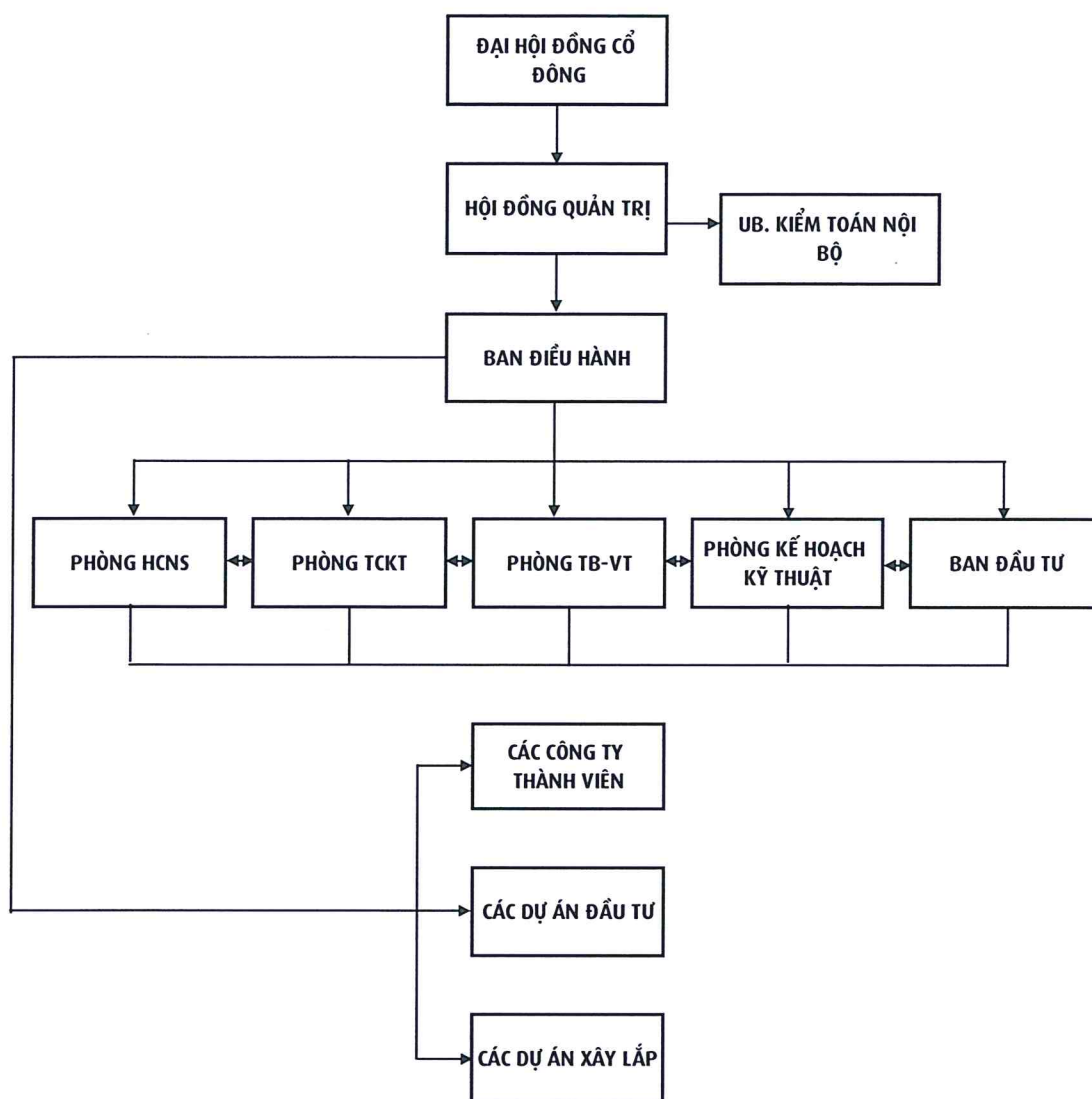 ĐẠI HỘI ĐỒNG CỔ
ĐÔNG
HỘI ĐỒNG QUẢN TRỊ
UB. KIỂM TOÁN NỘI
BỘ
BAN ĐIỀU HÀNH
PHÒNG HCNS
PHÒNG TCKT
PHÒNG TB-VT
PHÒNG KẾ HOẠCH
KỸ THUẬT
BAN ĐẦU TƯ
CÁC CÔNG TY
THÀNH VIÊN
CÁC DỰ ÁN ĐẦU TƯ
CÁC DỰ ÁN XÂY LẮP